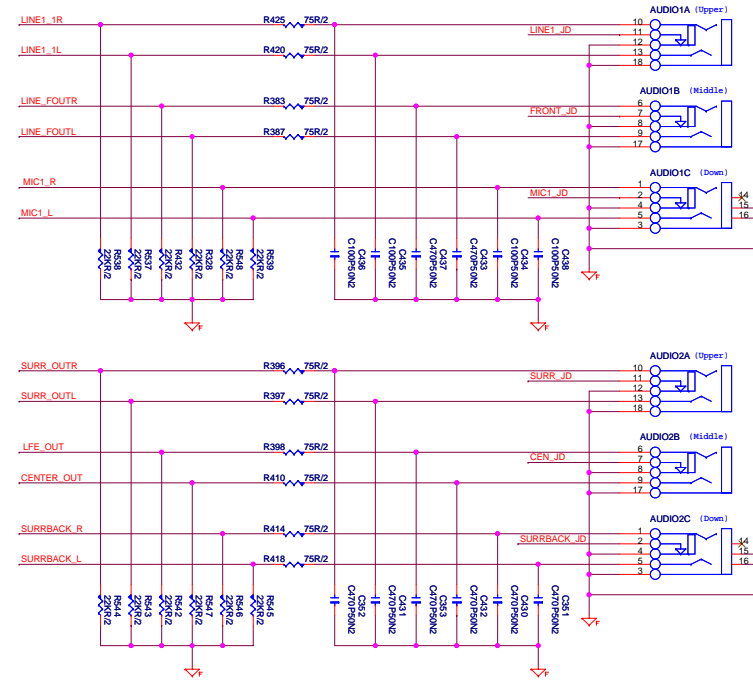 AUDIO1A (Upper)
LINE1_1R R425 75R/2 10
LINE1_JD 11
12
LINE1_1L R420 75R/2 13
18
AUDIO1B (Middle)
LINE_FOUTR R383 75R/2 6
FRONT_JD 7
8
LINE_FOUTL R387 75R/2 9
17
AUDIO1C (Down)
MIC1_R 1
MIC1_JD 2 14
4 15
MIC1_L 5 16
3
R538 22KR/2
R537 22KR/2
R432 22KR/2
R328 22KR/2
R548 22KR/2
R539 22KR/2
C436 C100P50N2
C435 C100P50N2
C437 C470P50N2
C433 C470P50N2
C434 C100P50N2
C438 C100P50N2
F
F
F
AUDIO2A (Upper)
SURR_OUTR R396 75R/2 10
SURR_JD 11
12
SURR_OUTL R397 75R/2 13
18
AUDIO2B (Middle)
LFE_OUT R398 75R/2 6
CEN_JD 7
8
CENTER_OUT R410 75R/2 9
17
AUDIO2C (Down)
SURRBACK_R R414 75R/2 1
SURRBACK_JD 2 14
4 15
SURRBACK_L R418 75R/2 5 16
3
R544 22KR/2
R543 22KR/2
22KR/2
R547 22KR/2
R546 22KR/2
R545 22KR/2
C357 C470P50N2
C431 C470P50N2
C353 C470P50N2
C432 C470P50N2
C430 C470P50N2
C351 C470P50N2
F
F
F